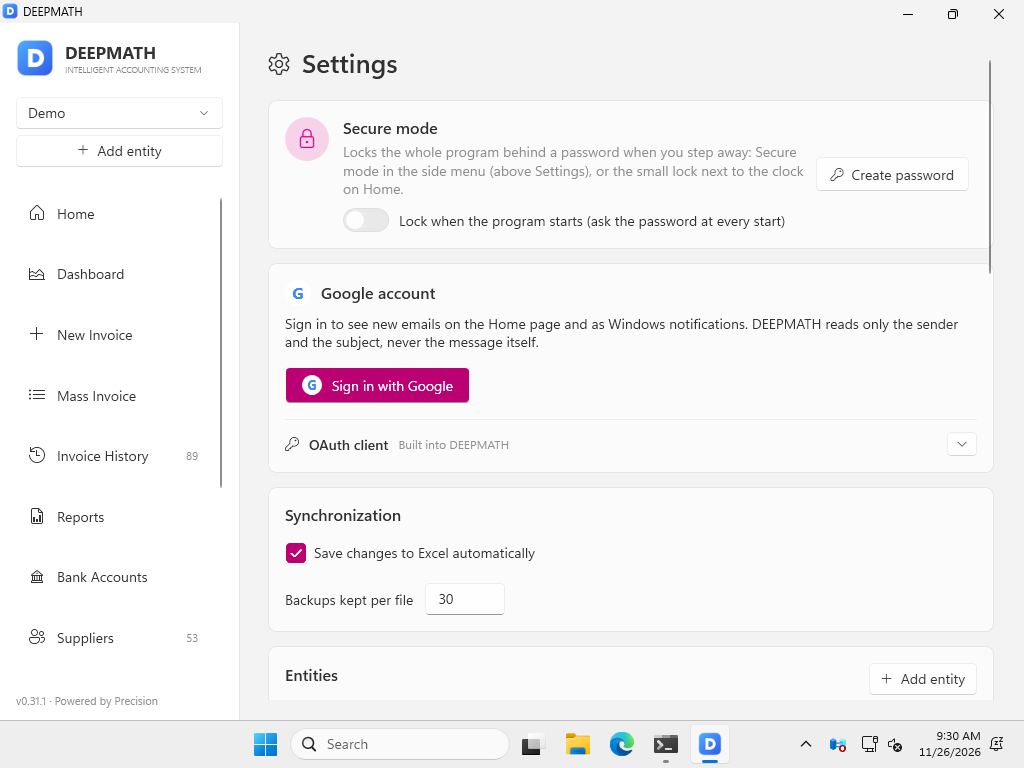 DEEPMATH
DEEPMATH
INTELLIGENT ACCOUNTING SYSTEM
Demo
Add entity
Home
Dashboard
New Invoice
Mass Invoice
Invoice History 89
Reports
Bank Accounts
Suppliers 53
v0.31.1 · Powered by Precision
Settings
Secure mode
Locks the whole program behind a password when you step away: Secure
mode in the side menu (above Settings), or the small lock next to the clock
on Home.
Create password
Lock when the program starts (ask the password at every start)
Google account
Sign in to see new emails on the Home page and as Windows notifications. DEEPMATH reads only the sender
and the subject, never the message itself.
Sign in with Google
OAuth client Built into DEEPMATH
Synchronization
Save changes to Excel automatically
Backups kept per file 30
Entities
Add entity
Search
9:30 AM
11/26/2026